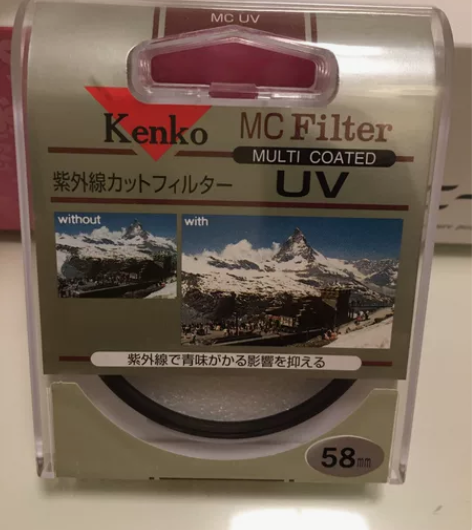 MC UV
Kenko MC Filter
MULTI COATED
紫外線カットフィルター UV
without with
紫外線で青味がかる影響を抑える
58mm